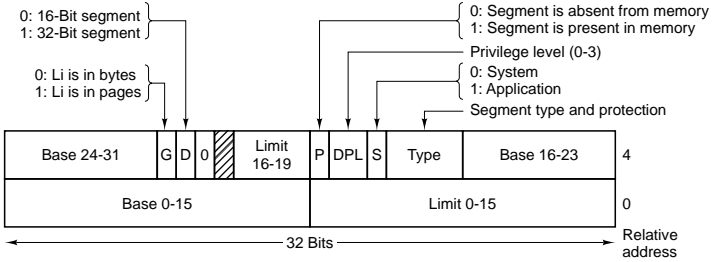 0: 16-Bit segment
1: 32-Bit segment
0: Li is in bytes
1: Li is in pages
0: Segment is absent from memory
1: Segment is present in memory
Privilege level (0-3)
0: System
1: Application
Segment type and protection
Base 24-31
G
D
0
Limit
16-19
P
DPL
S
Type
Base 16-23
4
Base 0-15
Limit 0-15
0
32 Bits
Relative
address